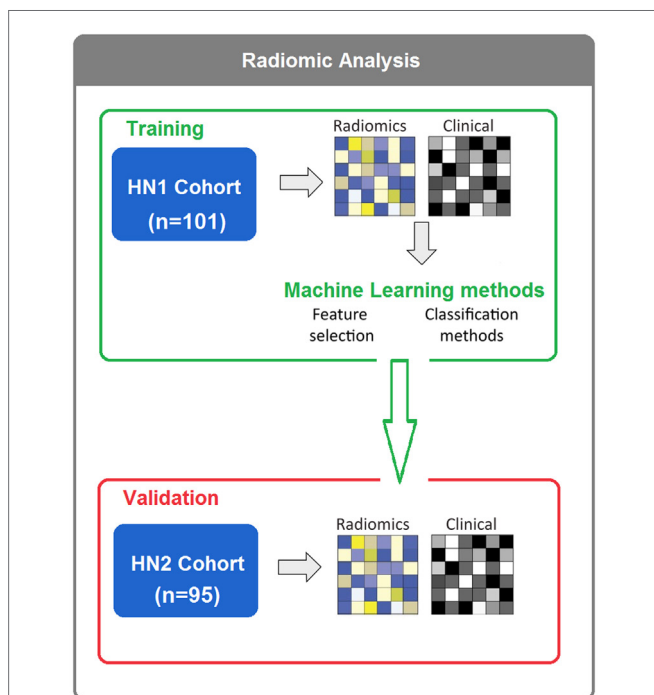 Radiomic Analysis
Training
HN1 Cohort
(n=101)
Radiomics
Clinical
Machine Learning methods
Feature
selection
Classification
methods
Validation
HN2 Cohort
(n=95)
Radiomics
Clinical